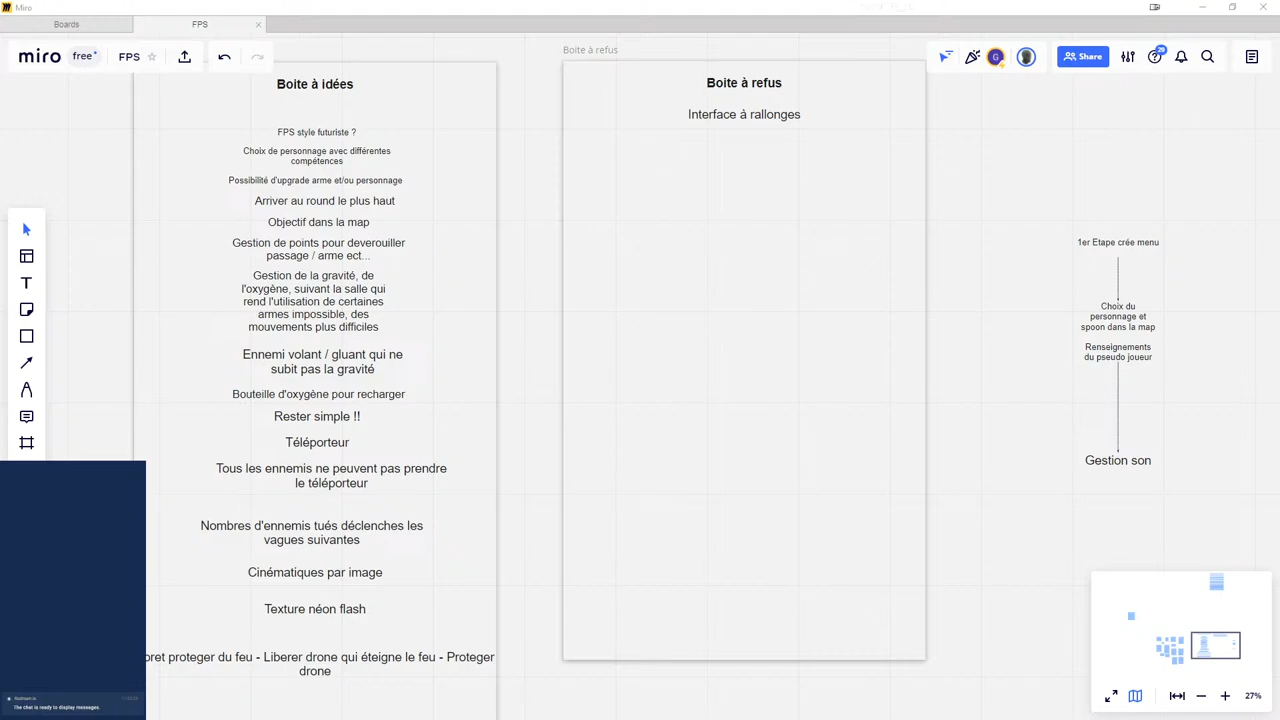 Miro
Boards
FPS
miro
free
FPS
Share
29
G
Boite à idées
FPS style futuriste ?
Choix de personnage avec différentes
compétences
Possibilité d'upgrade arme et/ou personnage
Arriver au round le plus haut
Objectif dans la map
Gestion de points pour deverouiller
passage / arme ect...
Gestion de la gravité, de
l'oxygène, suivant la salle qui
rend l'utilisation de certaines
armes impossible, des
mouvements plus difficiles
Ennemi volant / gluant qui ne
subit pas la gravité
Bouteille d'oxygène pour recharger
Rester simple !!
Téléporteur
Tous les ennemis ne peuvent pas prendre
le téléporteur
Nombres d'ennemis tués déclenches les
vagues suivantes
Cinématiques par image
Texture néon flash
proteger du feu - Liberer drone qui éteigne le feu - Proteger
drone
Boite à refus
Boite à refus
Interface à rallonges
1er Etape crée menu
Choix du
personnage et
spoon dans la map
Renseignements
du pseudo joueur
Gestion son
The chat is ready to display messages.
27%